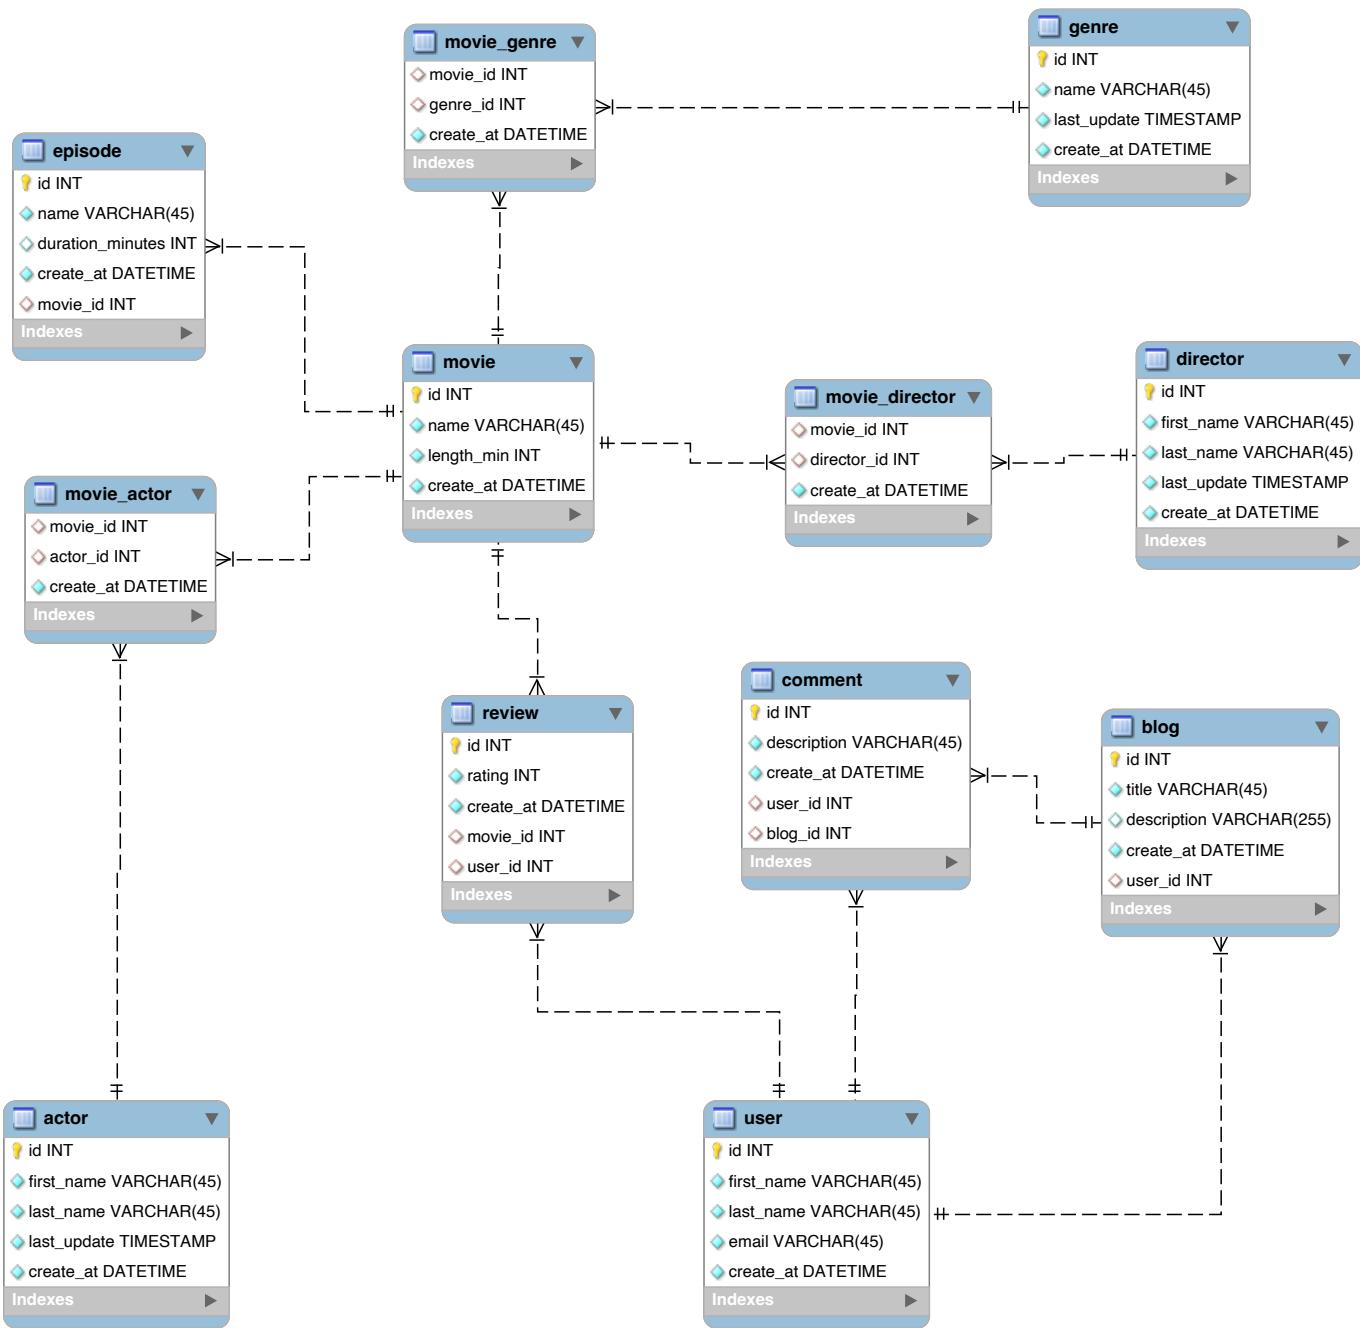 movie_genre
movie_id INT
genre_id INT
create_at DATETIME
Indexes
genre
id INT
name VARCHAR(45)
last_update TIMESTAMP
create_at DATETIME
Indexes
episode
id INT
name VARCHAR(45)
duration_minutes INT
create_at DATETIME
movie_id INT
Indexes
movie
id INT
name VARCHAR(45)
length_min INT
create_at DATETIME
Indexes
movie_director
movie_id INT
director_id INT
create_at DATETIME
Indexes
director
id INT
first_name VARCHAR(45)
last_name VARCHAR(45)
last_update TIMESTAMP
create_at DATETIME
Indexes
movie_actor
movie_id INT
actor_id INT
create_at DATETIME
Indexes
review
id INT
rating INT
create_at DATETIME
movie_id INT
user_id INT
Indexes
comment
id INT
description VARCHAR(45)
create_at DATETIME
user_id INT
blog_id INT
Indexes
blog
id INT
title VARCHAR(45)
description VARCHAR(255)
create_at DATETIME
user_id INT
Indexes
actor
id INT
first_name VARCHAR(45)
last_name VARCHAR(45)
last_update TIMESTAMP
create_at DATETIME
Indexes
user
id INT
first_name VARCHAR(45)
last_name VARCHAR(45)
email VARCHAR(45)
create_at DATETIME
Indexes